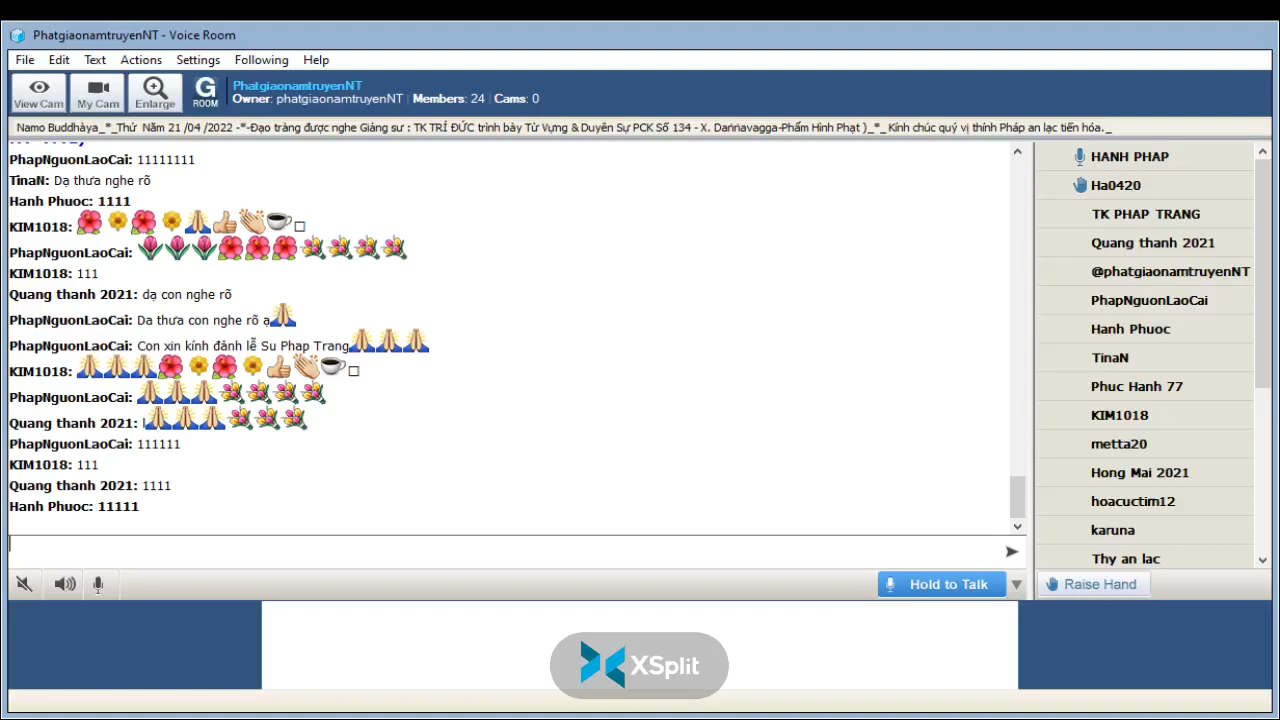 PhatgiaonamtruyenNT - Voice Room
File Edit Text Actions Settings Following Help
View Cam
My Cam
Enlarge
G ROOM
PhatgiaonamtruyenNT
Owner: phatgiaonamtruyenNT | Members: 24 | Cams: 0
Namo Buddhàya_*_Thứ Năm 21 /04 /2022 -*-Đạo tràng được nghe Giảng sư : TK TRÍ ĐỨC trình bày Từ Vựng & Duyên Sự PCK Số 134 - X. Daṇṇavagga-Phẩm Hình Phạt )_*_ Kính chúc quý vị thính Pháp an lạc tiến hóa._
PhapNguonLaoCai: 11111111
TinaN: Dạ thưa nghe rõ
Hanh Phuoc: 1111
KIM1018:
PhapNguonLaoCai:
KIM1018: 111
Quang thanh 2021: dạ con nghe rõ
PhapNguonLaoCai: Da thưa con nghe rõ ạ
PhapNguonLaoCai: Con xin kính đảnh lễ Su Phap Trang
KIM1018:
PhapNguonLaoCai:
Quang thanh 2021:
PhapNguonLaoCai: 111111
KIM1018: 111
Quang thanh 2021: 1111
Hanh Phuoc: 11111
HANH PHAP
Ha0420
TK PHAP TRANG
Quang thanh 2021
@phatgiaonamtruyenNT
PhapNguonLaoCai
Hanh Phuoc
TinaN
Phuc Hanh 77
KIM1018
metta20
Hong Mai 2021
hoacuctim12
karuna
Thy an lac
Hold to Talk
Raise Hand
XSplit